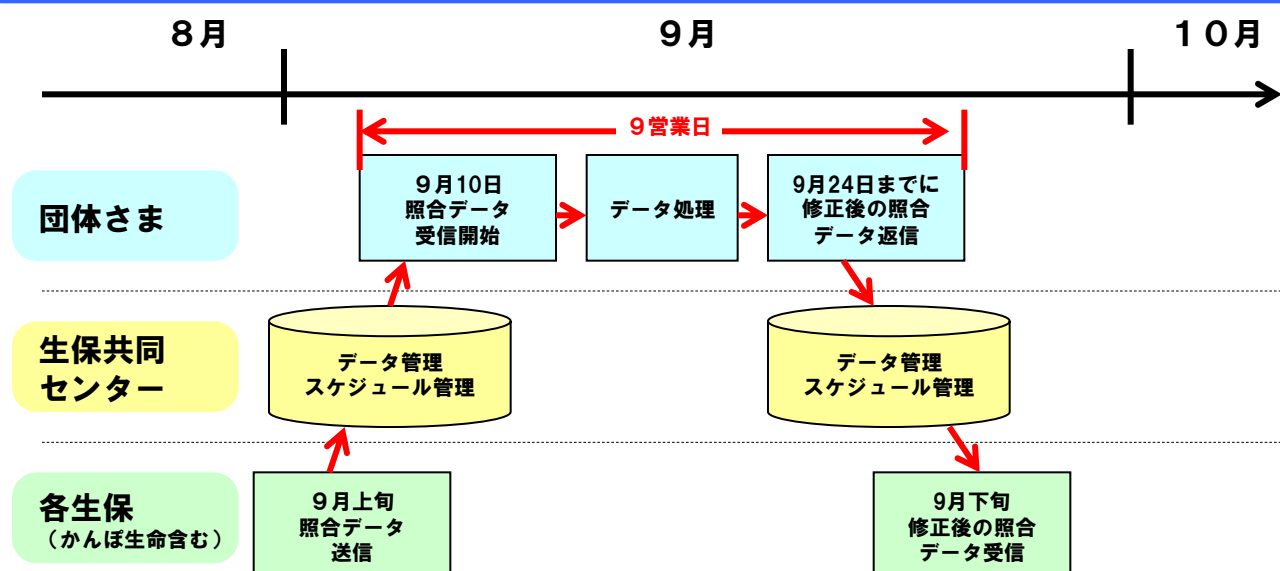 ８月
９月
１０月
９営業日
団体さま
９月10日
照合データ
受信開始
データ処理
9月24日までに
修正後の照合
データ返信
生保共同
センター
データ管理
スケジュール管理
データ管理
スケジュール管理
各生保
（かんぽ生命含む）
９月上旬
照合データ
送信
9月下旬
修正後の照合
データ受信